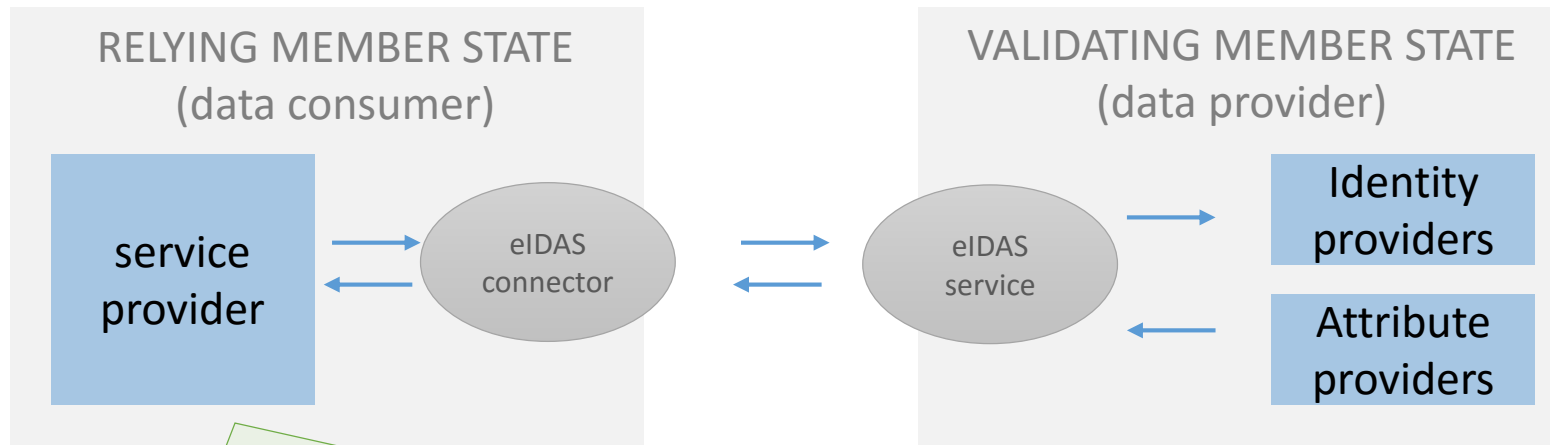 RELYING MEMBER STATE
(data consumer)
service
provider
eIDAS
connector
VALIDATING MEMBER STATE
(data provider)
eIDAS
service
Identity
providers
Attribute
providers